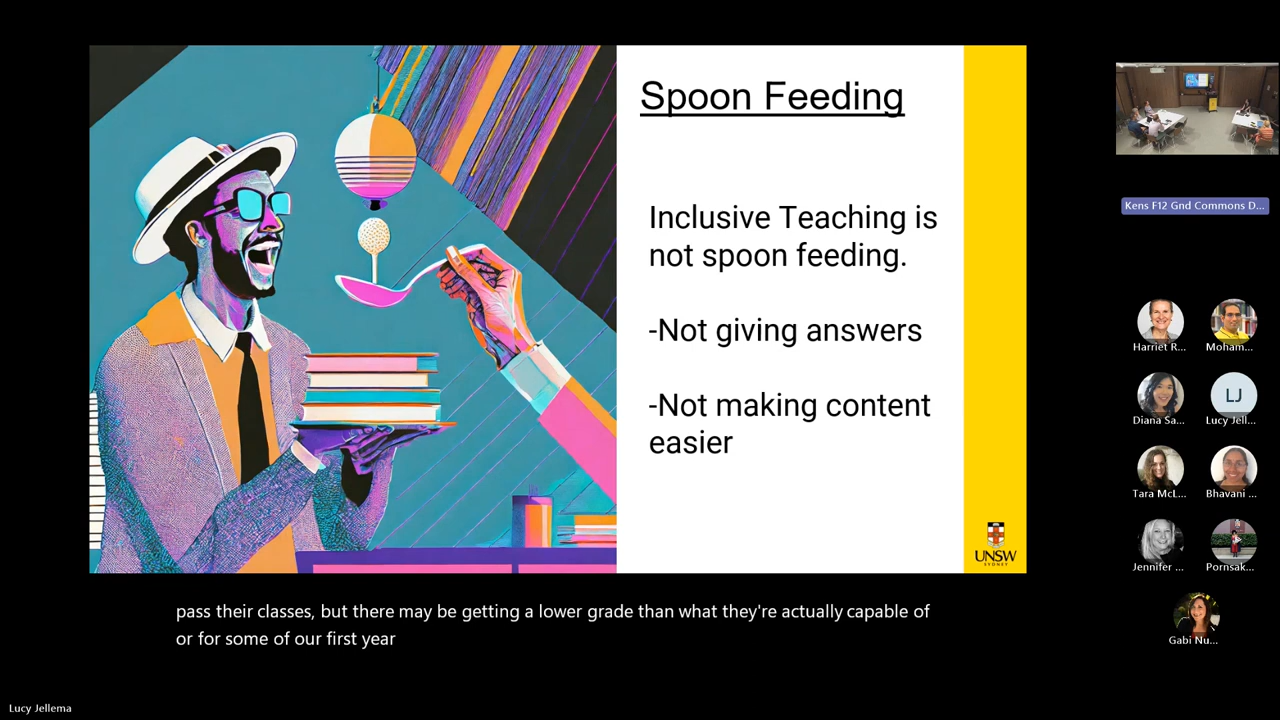 Spoon Feeding
Inclusive Teaching is
not spoon feeding.
-Not giving answers
-Not making content
easier
UNSW
SYDNEY
Kens F12 Gnd Commons D...
Harriet R...
Moham...
Diana Sa...
LJ
Lucy Jell...
Tara McL...
Bhavani ...
Jennifer ...
Pornsak...
Gabi Nu...
pass their classes, but there may be getting a lower grade than what they're actually capable of
or for some of our first year
Lucy Jellema